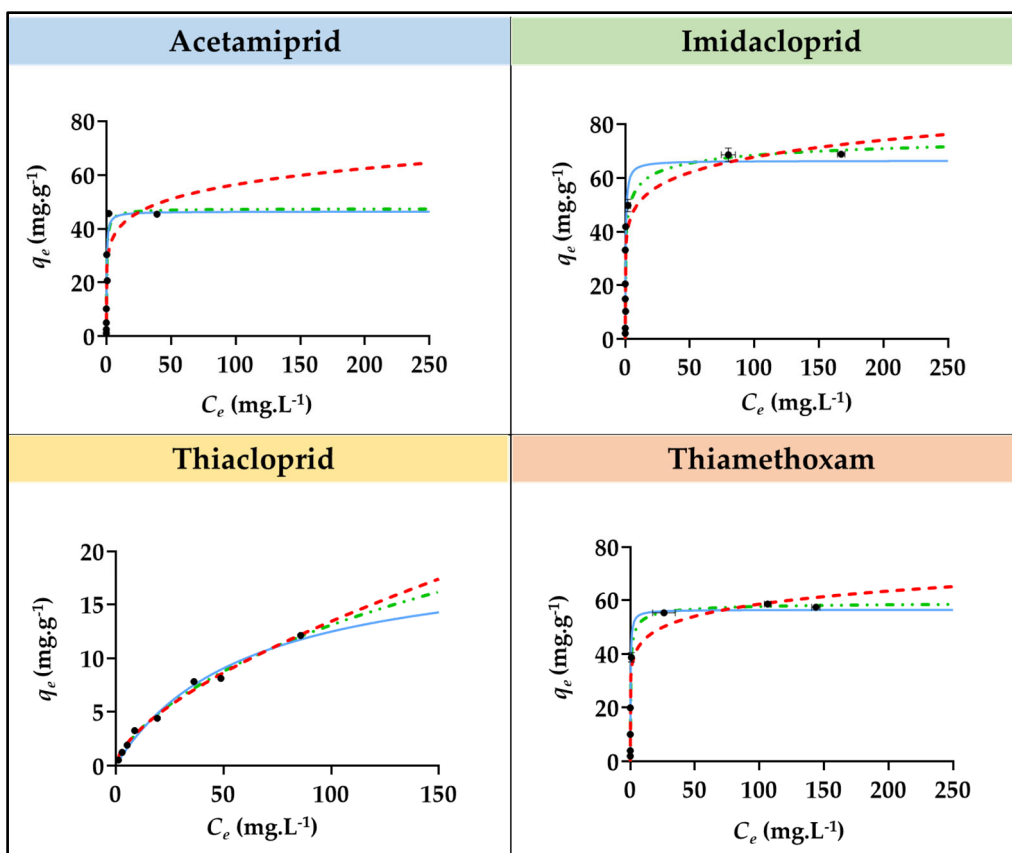 Acetamiprid
Imidacloprid
80
60
40
20
0
qe (mg.g-1)
0 50 100 150 200 250
Ce (mg.L-1)
80
60
40
20
0
qe (mg.g-1)
0 50 100 150 200 250
Ce (mg.L-1)
Thiacloprid
Thiamethoxam
20
15
10
5
0
qe (mg.g-1)
0 50 100 150
Ce (mg.L-1)
80
60
40
20
0
qe (mg.g-1)
0 50 100 150 200 250
Ce (mg.L-1)